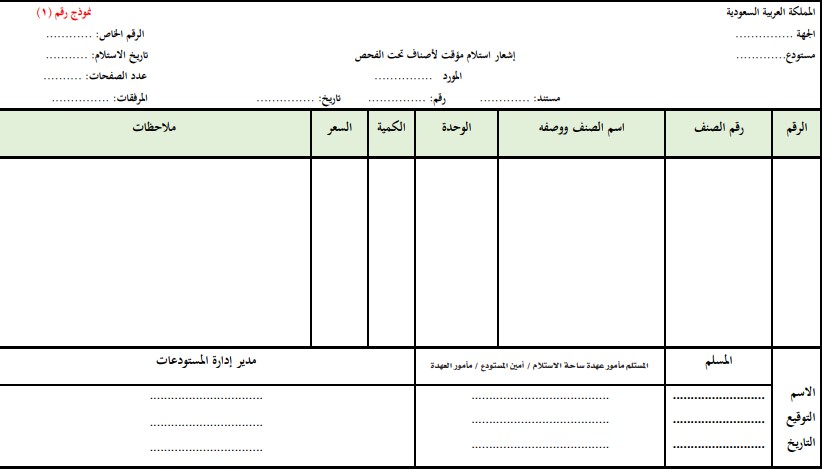 المملكة العربية السعودية
نموذج رقم (١)
الجهة ...............
الرقم الخاص: ............
إشعار استلام مؤقت لأصناف تحت الفحص
مستودع.............
تاريخ الاستلام: ...........
المورد ...............
عدد الصفحات: ..........
مستند: ............. رقم: ............... تاريخ: ............... المرفقات: ...............
الرقم رقم الصنف اسم الصنف ووصفه الوحدة الكمية السعر ملاحظات
المسلم المستلم مأمور عهدة ساحة الاستلام / أمين المستودع / مأمور العهدة مدير إدارة المستودعات
الاسم ......................... ................................... ..............................
التوقيع ......................... ................................... ..............................
التاريخ ......................... ................................... ..............................